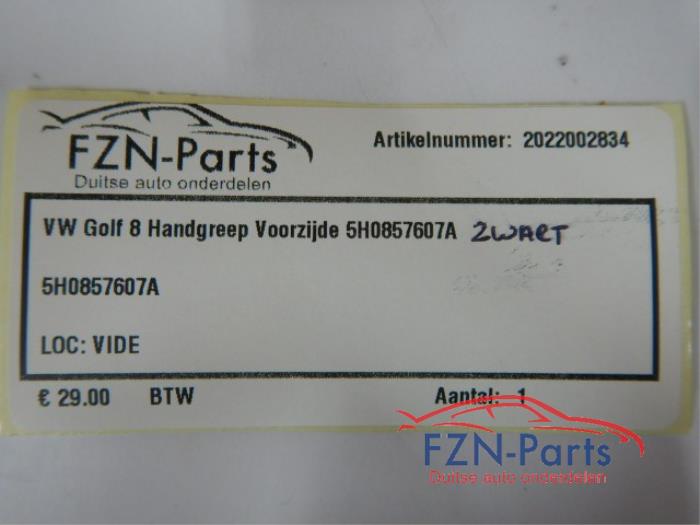 FZN-Parts
Duitse auto onderdelen
Artikelnummer: 2022002834
VW Golf 8 Handgreep Voorzijde 5H0857607A ZWART
5H0857607A
LOC: VIDE
€ 29.00 BTW Aantal: 1
FZN-Parts
Duitse auto onderdelen